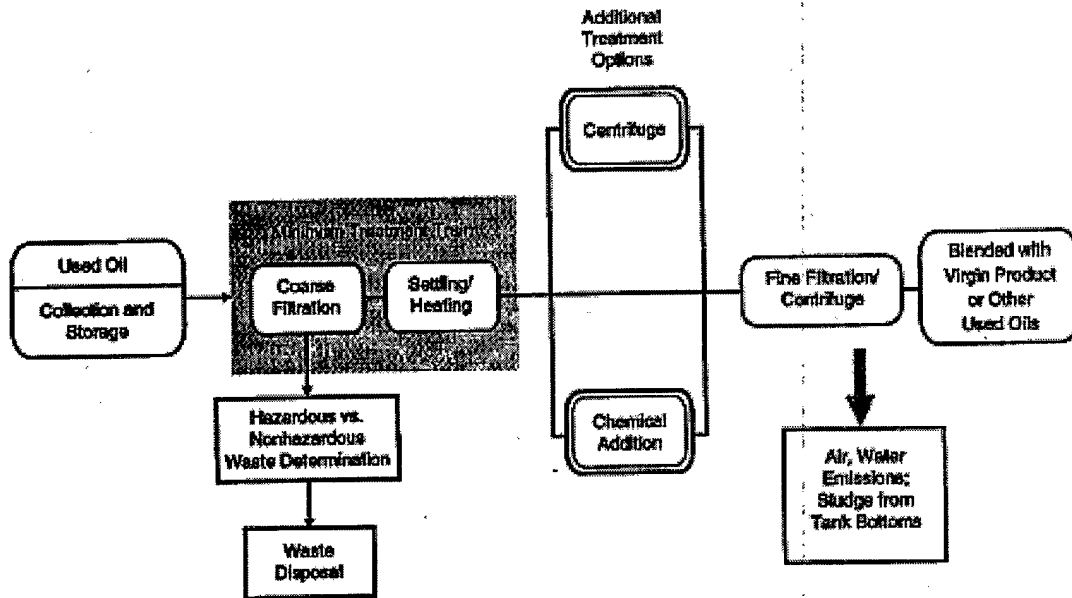 Additional
Treatment
Options
Centrifuge
Minimum Treatment Train
Used Oil
Collection and
Storage
Coarse
Filtration
Settling/
Heating
Fine Filtration/
Centrifuge
Blended with
Virgin Product
or Other
Used Oils
Hazardous vs.
Nonhazardous
Waste Determination
Chemical
Addition
Air, Water
Emissions;
Sludge from
Tank Bottoms
Waste
Disposal